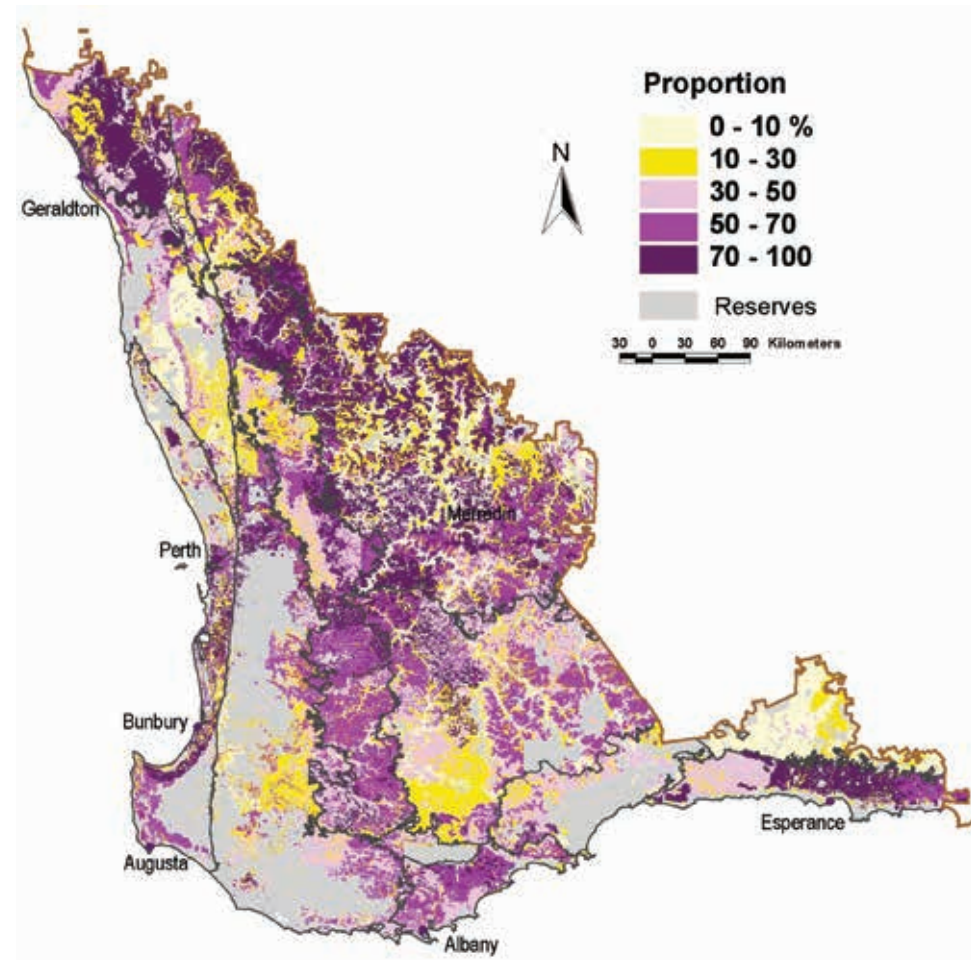 Proportion
0 - 10 %
10 - 30
30 - 50
50 - 70
70 - 100
Reserves
30 0 30 60 90 Kilometers
N
Geraldton
Merredin
Perth
Bunbury
Esperance
Augusta
Albany